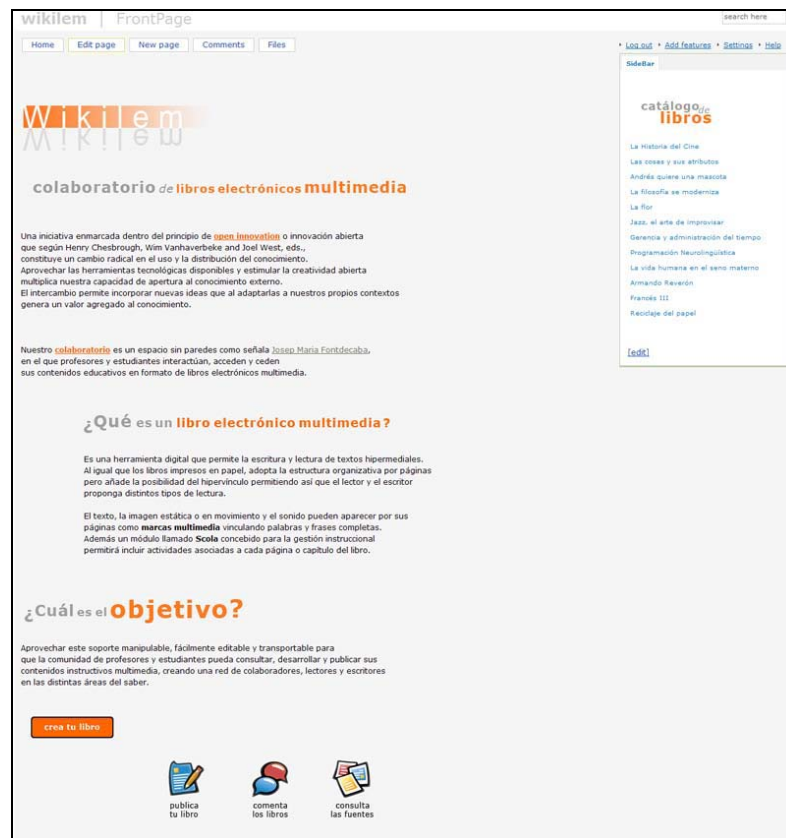 wikilem | FrontPage
search here
Home
Edit page
New page
Comments
Files
Log out
Add features
Settings
Help
SideBar
Wikilem
catálogo de
libros
La Historia del Cine
Las cosas y sus atributos
Andrés quiere una mascota
La filosofía se moderniza
La flor
Jazz, el arte de improvisar
Gerencia y administración del tiempo
Programación Neurolingüística
La vida humana en el seno materno
Armando Reverón
Francés III
Reciclaje del papel
[edit]
colaboratorio de libros electrónicos multimedia
Una iniciativa enmarcada dentro del principio de open innovation o innovación abierta
que según Henry Chesbrough, Wim Vanhaverbeke and Joel West, eds.,
constituye un cambio radical en el uso y la distribución del conocimiento.
Aprovechar las herramientas tecnológicas disponibles y estimular la creatividad abierta
multiplica nuestra capacidad de apertura al conocimiento externo.
El intercambio permite incorporar nuevas ideas que al adaptarlas a nuestros propios contextos
genera un valor agregado al conocimiento.
Nuestro colaboratorio es un espacio sin paredes como señala Josep Maria Fontdecaba,
en el que profesores y estudiantes interactúan, acceden y ceden
sus contenidos educativos en formato de libros electrónicos multimedia.
¿Qué es un libro electrónico multimedia?
Es una herramienta digital que permite la escritura y lectura de textos hipermediales.
Al igual que los libros impresos en papel, adopta la estructura organizativa por páginas
pero añade la posibilidad del hipervínculo permitiendo así que el lector y el escritor
proponga distintos tipos de lectura.
El texto, la imagen estática o en movimiento y el sonido pueden aparecer por sus
páginas como marcas multimedia vinculando palabras y frases completas.
Además un módulo llamado Scola concebido para la gestión instruccional
permitirá incluir actividades asociadas a cada página o capítulo del libro.
¿Cuál es el objetivo?
Aprovechar este soporte manipulable, fácilmente editable y transportable para
que la comunidad de profesores y estudiantes pueda consultar, desarrollar y publicar sus
contenidos instructivos multimedia, creando una red de colaboradores, lectores y escritores
en las distintas áreas del saber.
crea tu libro
publica
tu libro
comenta
los libros
consulta
las fuentes